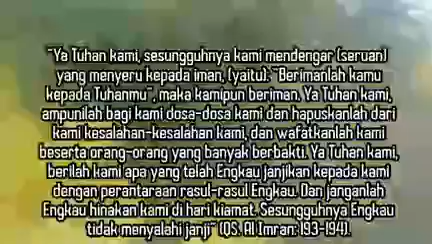 "Ya Tuhan kami, sesungguhnya kami mendengar (seruan)
yang menyeru kepada iman, (yaitu): "Berimanlah kamu
kepada Tuhanmu", maka kamipun beriman. Ya Tuhan kami,
ampunilah bagi kami dosa-dosa kami dan hapuskanlah dari
kami kesalahan-kesalahan kami, dan wafatkanlah kami
beserta orang-orang yang banyak berbakti. Ya Tuhan kami,
berilah kami apa yang telah Engkau janjikan kepada kami
dengan perantaraan rasul-rasul Engkau. Dan janganlah
Engkau hinakan kami di hari kiamat. Sesungguhnya Engkau
tidak menyalahi janji" (QS: Al Imran: 193-194).